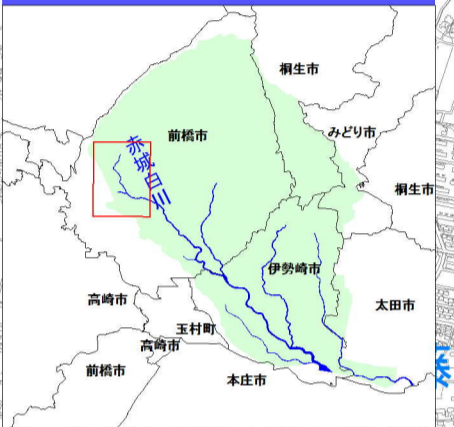 桐生市
みどり市
前橋市
赤城白川
桐生市
伊勢崎市
高崎市
太田市
玉村町
高崎市
前橋市
本庄市